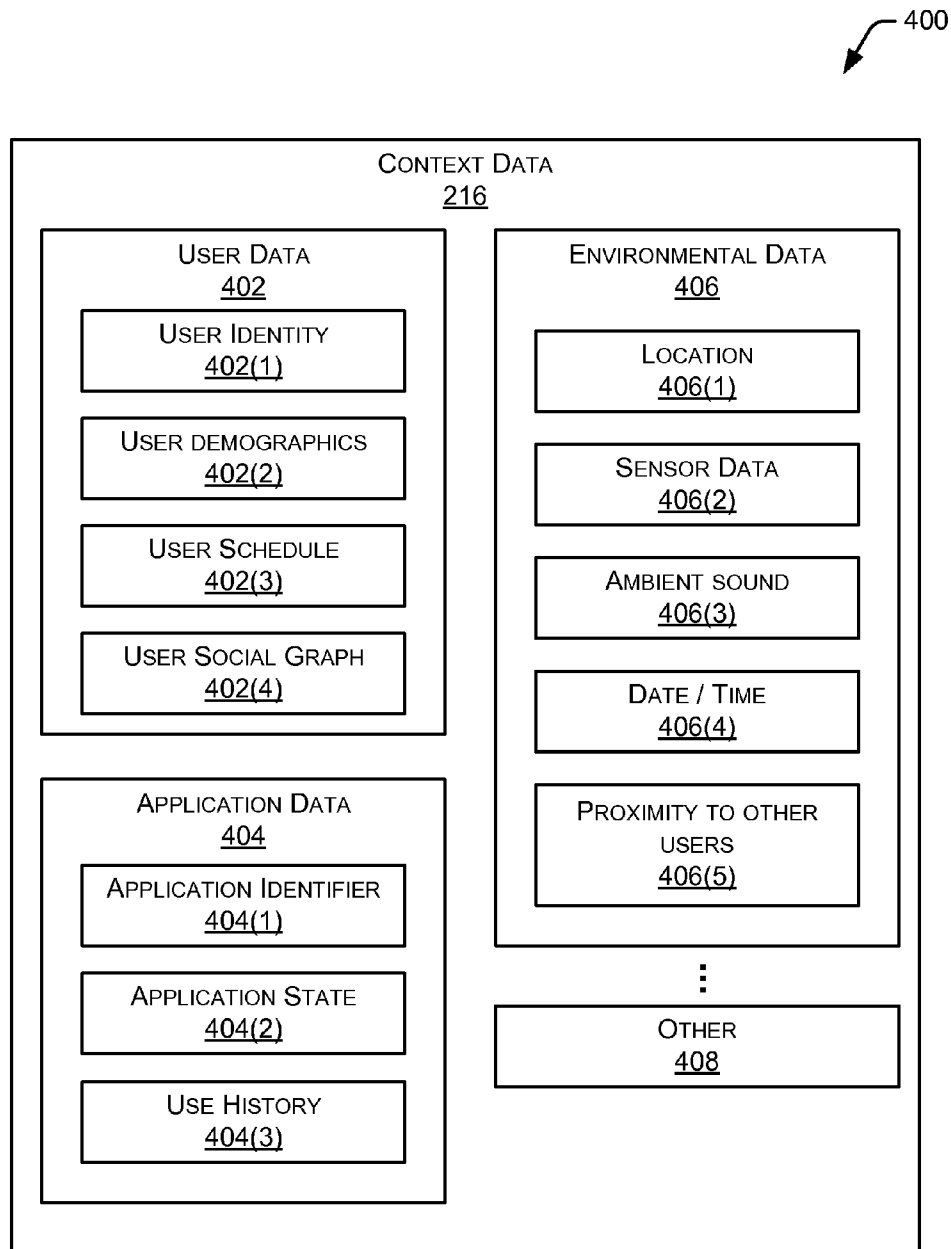 400
CONTEXT DATA
216
USER DATA
402
USER IDENTITY
402(1)
USER DEMOGRAPHICS
402(2)
USER SCHEDULE
402(3)
USER SOCIAL GRAPH
402(4)
APPLICATION DATA
404
APPLICATION IDENTIFIER
404(1)
APPLICATION STATE
404(2)
USE HISTORY
404(3)
ENVIRONMENTAL DATA
406
LOCATION
406(1)
SENSOR DATA
406(2)
AMBIENT SOUND
406(3)
DATE / TIME
406(4)
PROXIMITY TO OTHER
USERS
406(5)
OTHER
408